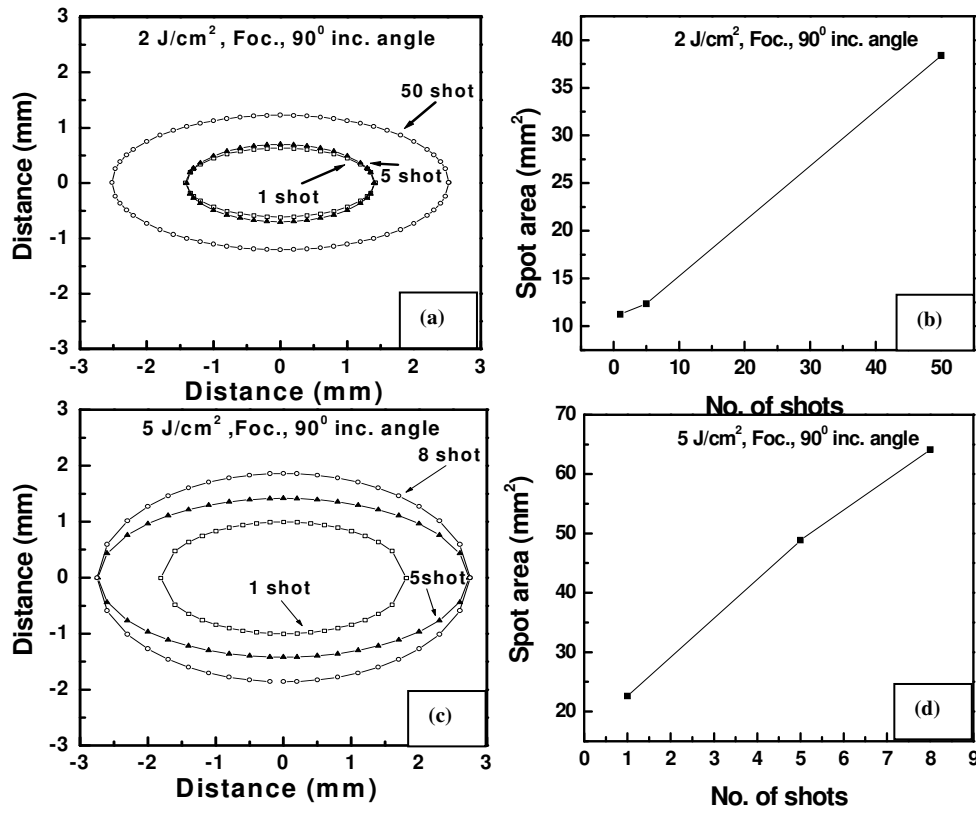 2 J/cm², Foc., 90⁰ inc. angle
50 shot
5 shot
1 shot
(a)
Distance (mm)
3
2
1
0
-1
-2
-3
-3 -2 -1 0 1 2 3
Distance (mm)
2 J/cm², Foc., 90⁰ inc. angle
(b)
Spot area (mm²)
40
35
30
25
20
15
10
0 10 20 30 40 50
No. of shots
5 J/cm² ,Foc., 90⁰ inc. angle
8 shot
5shot
1 shot
(c)
Distance (mm)
3
2
1
0
-1
-2
-3
-3 -2 -1 0 1 2 3
Distance (mm)
5 J/cm², Foc., 90⁰ inc. angle
(d)
Spot area (mm²)
70
60
50
40
30
20
0 1 2 3 4 5 6 7 8 9
No. of shots